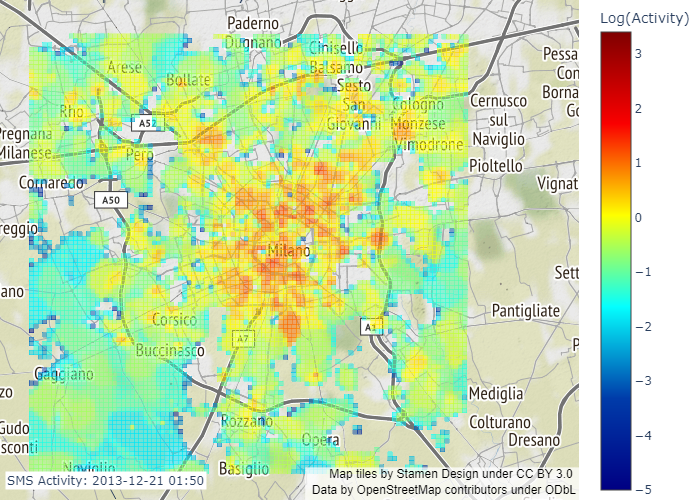 Log(Activity)
3
2
1
0
−1
−2
−3
−4
−5
Paderno
Dugnano
Cinisello
Balsamo
Arese
Bollate
Sesto
San
Giovanni
Cologno
Monzese
Vimodrone
Cernusco
sul
Naviglio
Pessa
Con
Borna
Go
Rho
A52
Pregnana
Milanese
Pero
Pioltello
Cornaredo
A50
Vignat
reggio
Milano
Sett
ano
Pantigliate
Corsico
A7
A1
Buccinasco
P
Gaggiano
zo
Mediglia
Gudo
sconti
Rozzano
Opera
Colturano
Dresano
Noviglio
Basiglio
SMS Activity: 2013-12-21 01:50
Map tiles by Stamen Design under CC BY 3.0
Data by OpenStreetMap contributors under ODbL